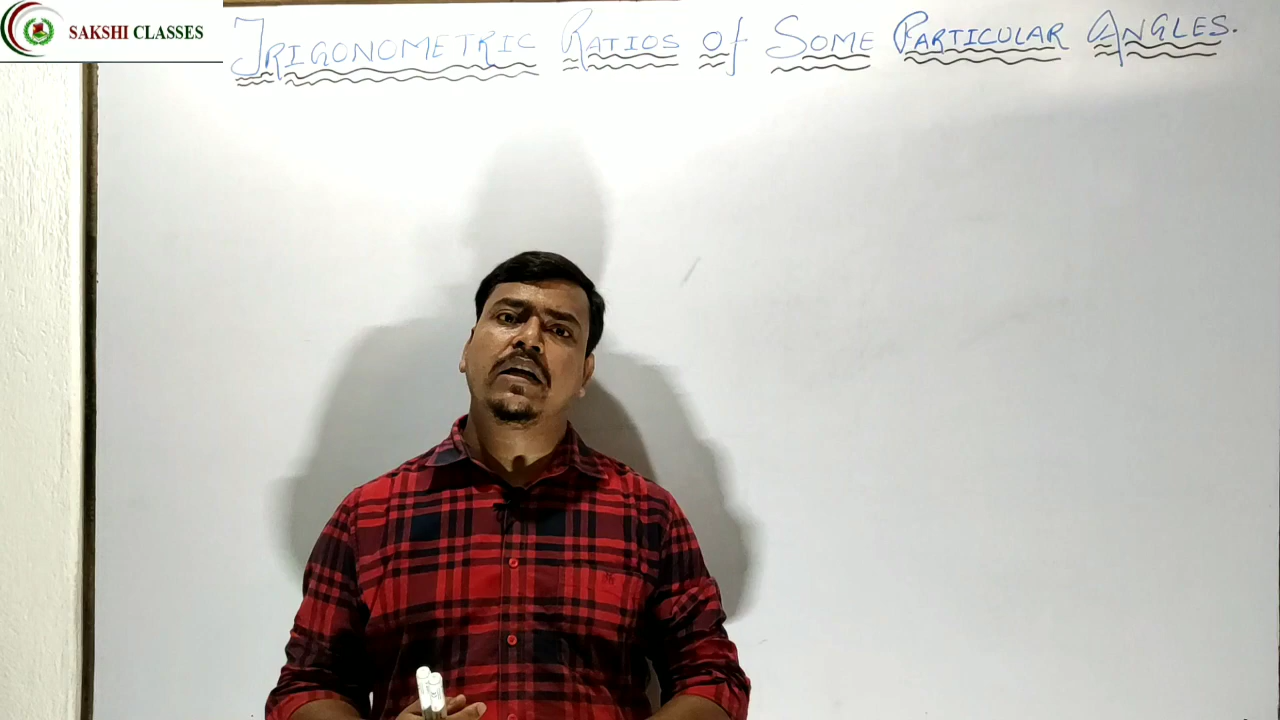 SAKSHI CLASSES
TRIGONOMETRIC RATIOS Of SOME PARTICULAR ANGLES.